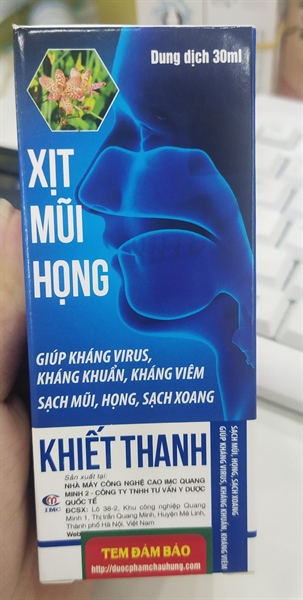 Dung dịch 30ml
XỊT
MŨI
HỌNG
GIÚP KHÁNG VIRUS,
KHÁNG KHUẨN, KHÁNG VIÊM
SẠCH MŨI, HỌNG, SẠCH XOANG
KHIẾT THANH
Sản xuất tại:
NHÀ MÁY CÔNG NGHỆ CAO IMC QUANG
MINH 2 - CÔNG TY TNHH TƯ VẤN Y DƯỢC
QUỐC TẾ
IMC
ĐCSX: Lô 38-2, Khu công nghiệp Quang
Minh 1, Thị trấn Quang Minh, Huyện Mê Linh,
Thành phố Hà Nội, Việt Nam
Web
TEM ĐẢM BẢO
http://duocphamchauhung.com
SẠCH MŨI, HỌNG, SẠCH XOANG
GIÚP KHÁNG VIRUS, KHÁNG KHUẨN, KHÁNG VIÊM